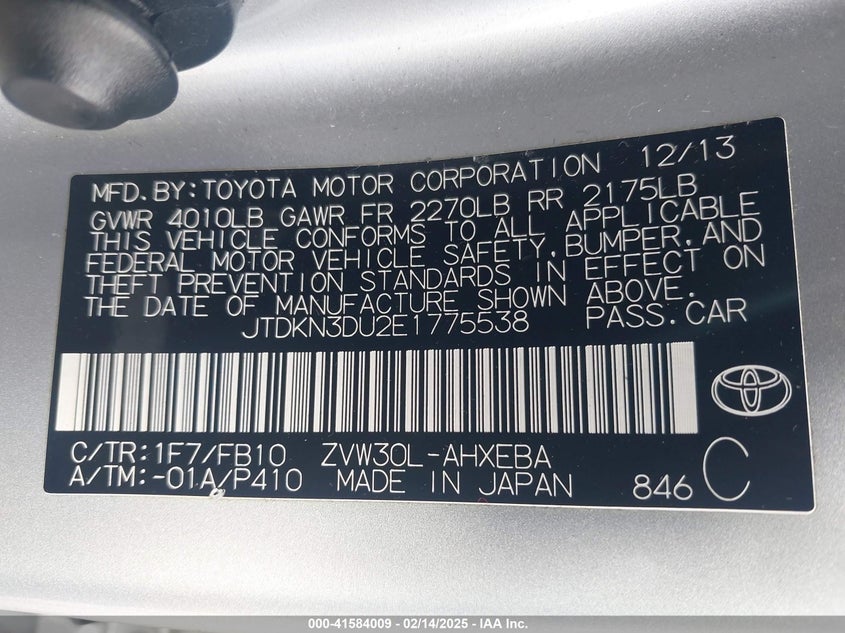 MFD.BY:TOYOTA MOTOR CORPORATION 12/13
GVWR 4010LB GAWR FR 2270LB RR 2175LB
THIS VEHICLE CONFORMS TO ALL APPLICABLE
FEDERAL MOTOR VEHICLE SAFETY,BUMPER,AND
THEFT PREVENTION STANDARDS IN EFFECT ON
THE DATE OF MANUFACTURE SHOWN ABOVE.
JTDKN3DU2E1775538 PASS.CAR
C/TR:1F7/FB10 ZVW30L-AHXEBA
A/TM:-01A/P410 MADE IN JAPAN 846 C
000-41584009 - 02/14/2025 - IAA Inc.